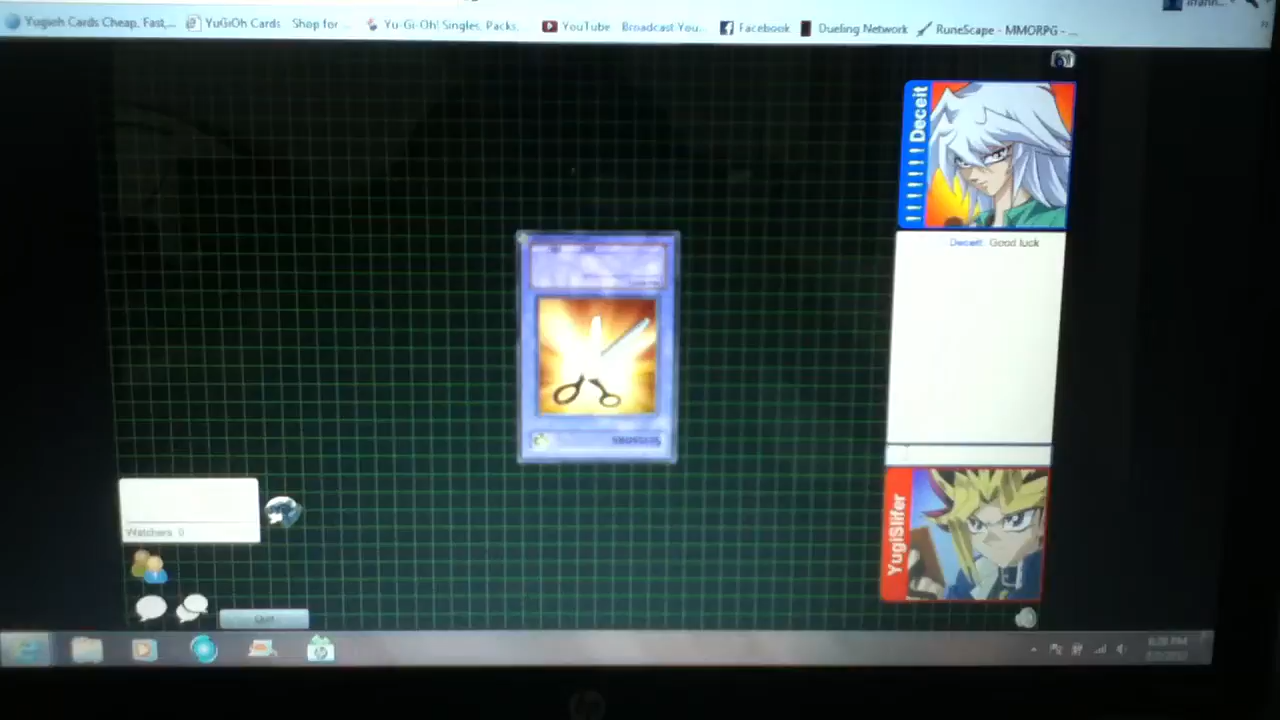 Yugioh Cards Cheap, Fast,...
YuGiOh Cards Shop for ...
Yu-Gi-Oh! Singles, Packs...
YouTube Broadcast You...
Facebook
Dueling Network
RuneScape - MMORPG - ...
!!!!!!! Deceit
Deceit: Good luck
Watchers 0
YugiSlifer
Quit